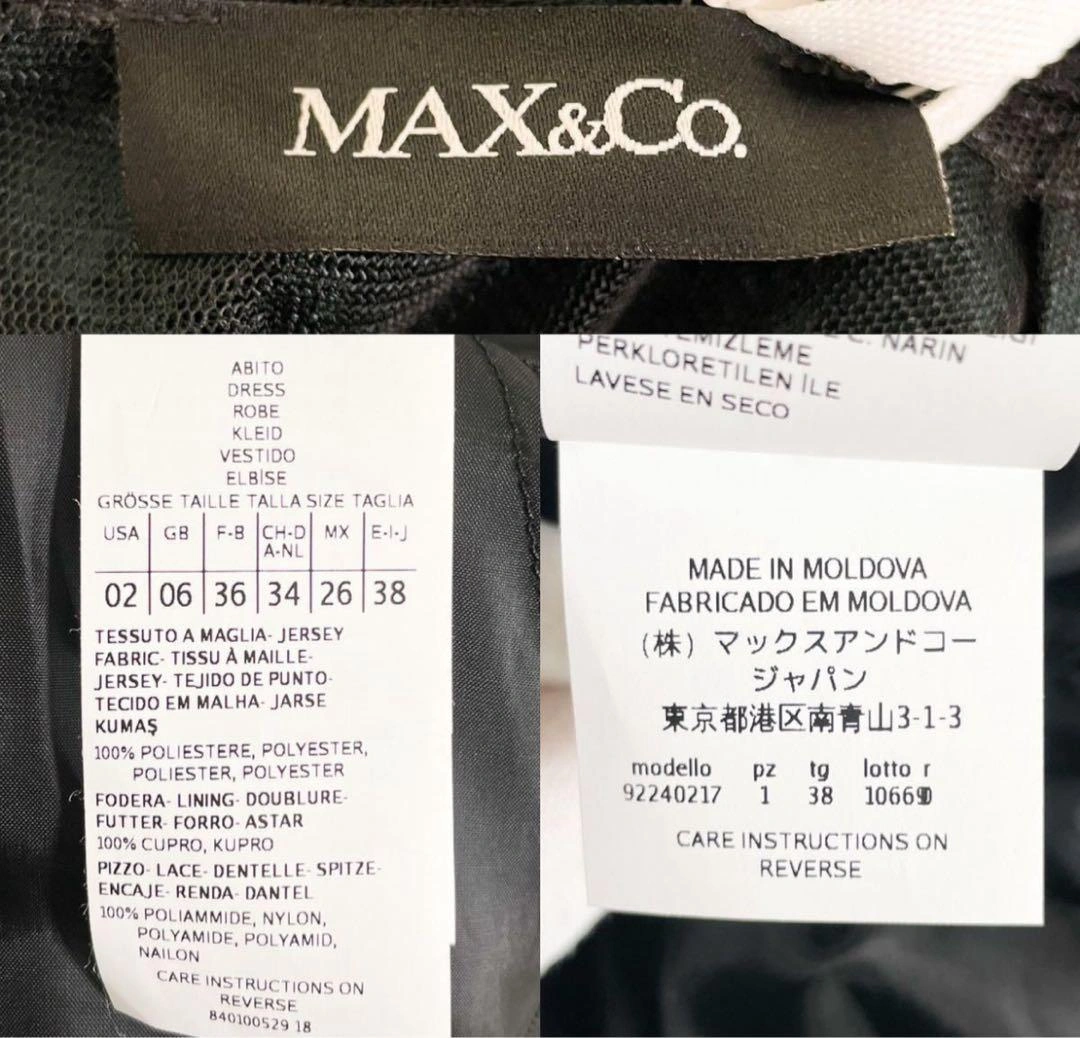 MAX&Co.
ABITO
DRESS
ROBE
KLEID
VESTIDO
ELBİSE
GRÖSSE TAILLE TALLA SIZE TAGLIA
USA GB F-B CH-D A-NL MX E-I-J
02 06 36 34 26 38
TESSUTO A MAGLIA- JERSEY
FABRIC- TISSU À MAILLE-
JERSEY- TEJIDO DE PUNTO-
TECIDO EM MALHA- JARSE
KUMAŞ
100% POLIESTERE, POLYESTER,
POLIESTER, POLYESTER
FODERA- LINING- DOUBLURE-
FUTTER- FORRO- ASTAR
100% CUPRO, KUPRO
PIZZO- LACE- DENTELLE- SPITZE-
ENCAJE- RENDA- DANTEL
100% POLIAMMIDE, NYLON,
POLYAMIDE, POLYAMID,
NAILON
CARE INSTRUCTIONS ON
REVERSE
840100529 18
NARIN
PERKLORETILEN İLE
LAVESE EN SECO
MADE IN MOLDOVA
FABRICADO EM MOLDOVA
(株) マックスアンドコー
ジャパン
東京都港区南青山3-1-3
modello pz tg lotto r
92240217 1 38
CARE INSTRUCTIONS ON
REVERSE